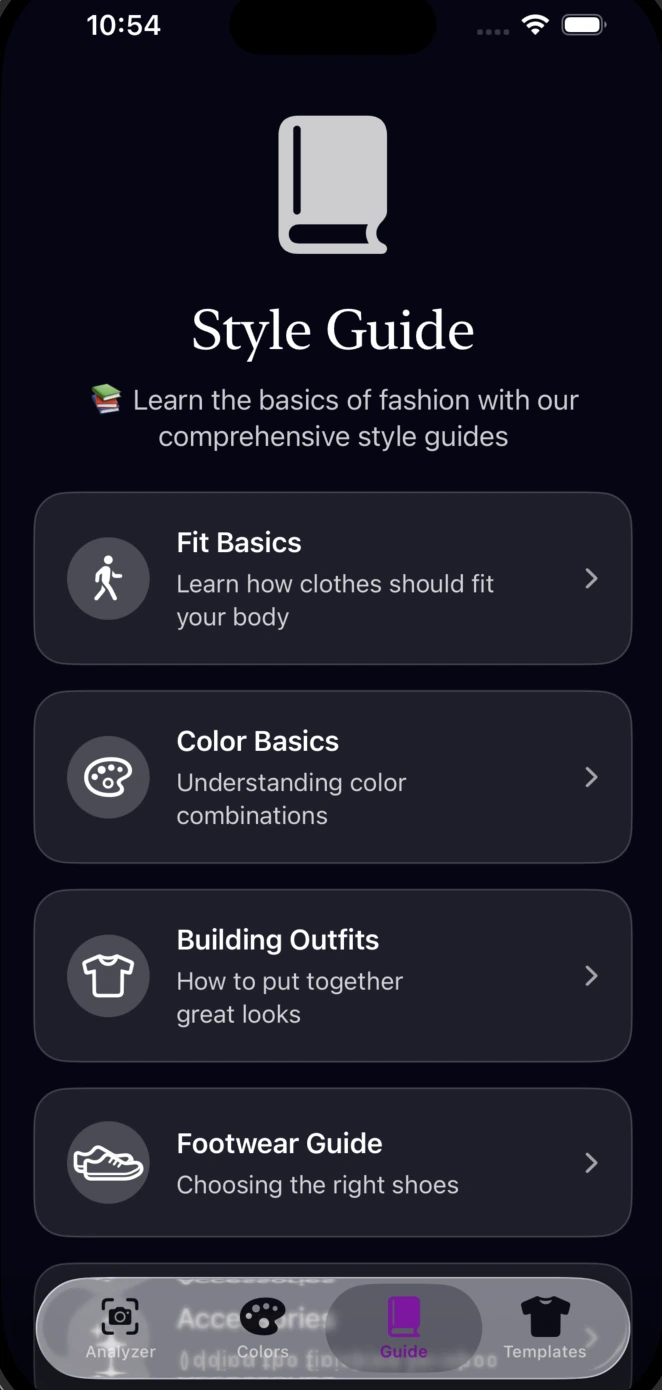 10:54
Style Guide
📚 Learn the basics of fashion with our
comprehensive style guides
Fit Basics
Learn how clothes should fit
your body
Color Basics
Understanding color
combinations
Building Outfits
How to put together
great looks
Footwear Guide
Choosing the right shoes
Analyzer
Colors
Guide
Templates